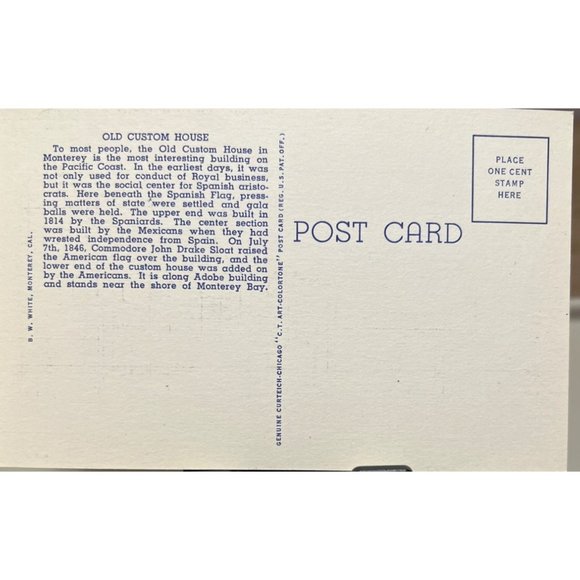 OLD CUSTOM HOUSE
To most people, the Old Custom House in
Monterey is the most interesting building on
the Pacific Coast. In the earliest days, it was
not only used for conduct of Royal business,
but it was the social center for Spanish aristo-
crats. Here beneath the Spanish Flag, press-
ing matters of state were settled and gala
balls were held. The upper end was built in
1814 by the Spaniards. The center section
was built by the Mexicans when they had
wrested independence from Spain. On July
7th, 1846, Commodore John Drake Sloat raised
the American flag over the building, and the
lower end of the custom house was added on
by the Americans. It is along Adobe building
and stands near the shore of Monterey Bay.
B. W. WHITE, MONTEREY, CAL.
GENUINE CURTEICH-CHICAGO "C.T. ART-COLORTONE" POST CARD (REG. U.S. PAT. OFF.)
POST CARD
PLACE
ONE CENT
STAMP
HERE